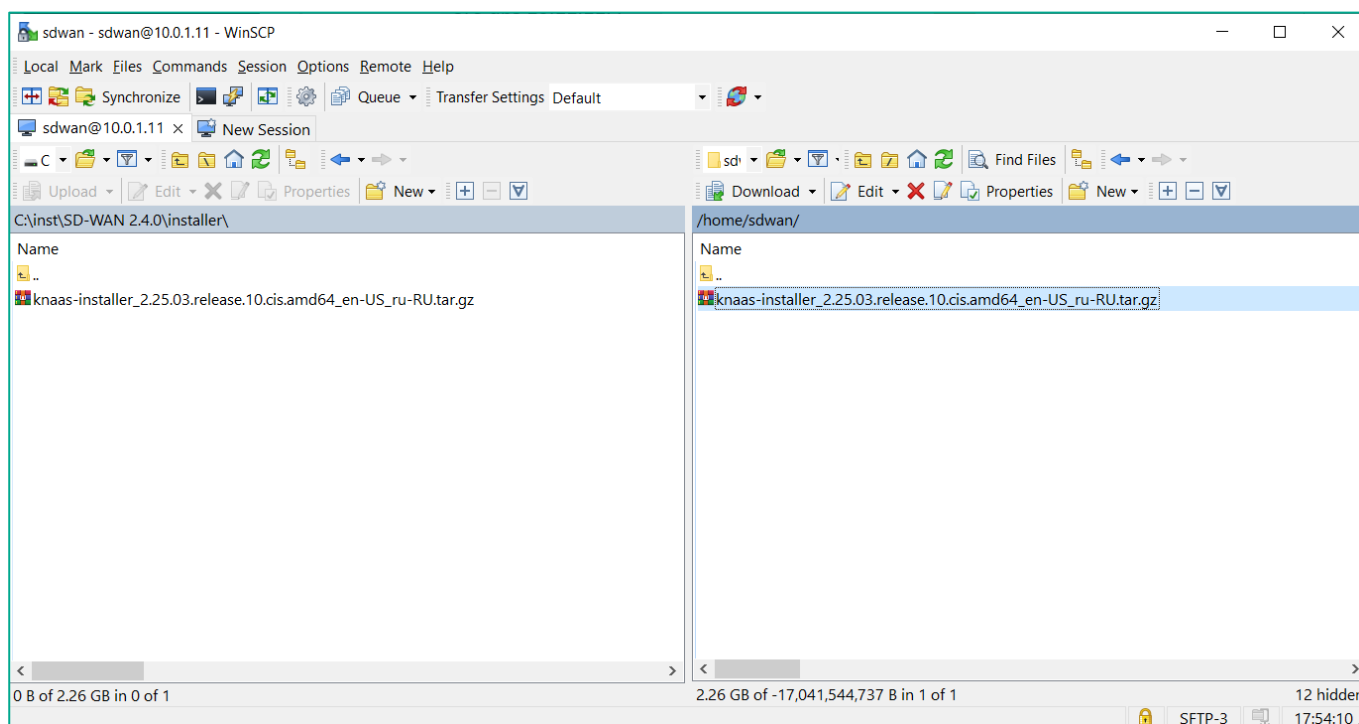 sdwan - sdwan@10.0.1.11 - WinSCP
Local Mark Files Commands Session Options Remote Help
Synchronize Queue Transfer Settings Default
sdwan@10.0.1.11 × New Session
C sd Find Files
Upload Edit Properties New Download Edit Properties New
C:\inst\SD-WAN 2.4.0\installer\ /home/sdwan/
Name Name
.. ..
knaas-installer_2.25.03.release.10.cis.amd64_en-US_ru-RU.tar.gz knaas-installer_2.25.03.release.10.cis.amd64_en-US_ru-RU.tar.gz
0 B of 2.26 GB in 0 of 1 2.26 GB of -17,041,544,737 B in 1 of 1 12 hidden
SFTP-3 17:54:10